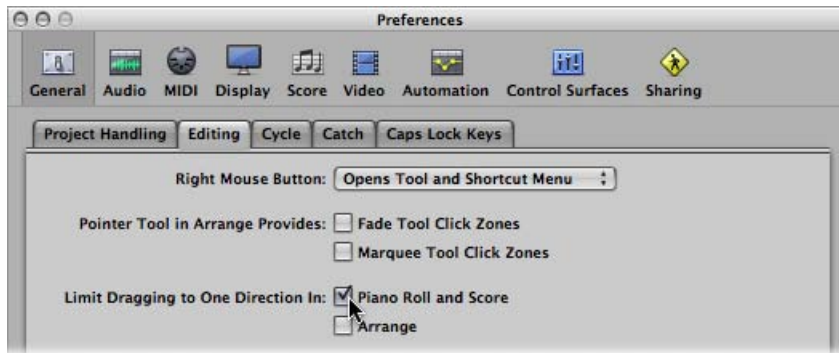 Preferences
General Audio MIDI Display Score Video Automation Control Surfaces Sharing
Project Handling Editing Cycle Catch Caps Lock Keys
Right Mouse Button: Opens Tool and Shortcut Menu
Pointer Tool in Arrange Provides: Fade Tool Click Zones
Marquee Tool Click Zones
Limit Dragging to One Direction In: Piano Roll and Score
Arrange